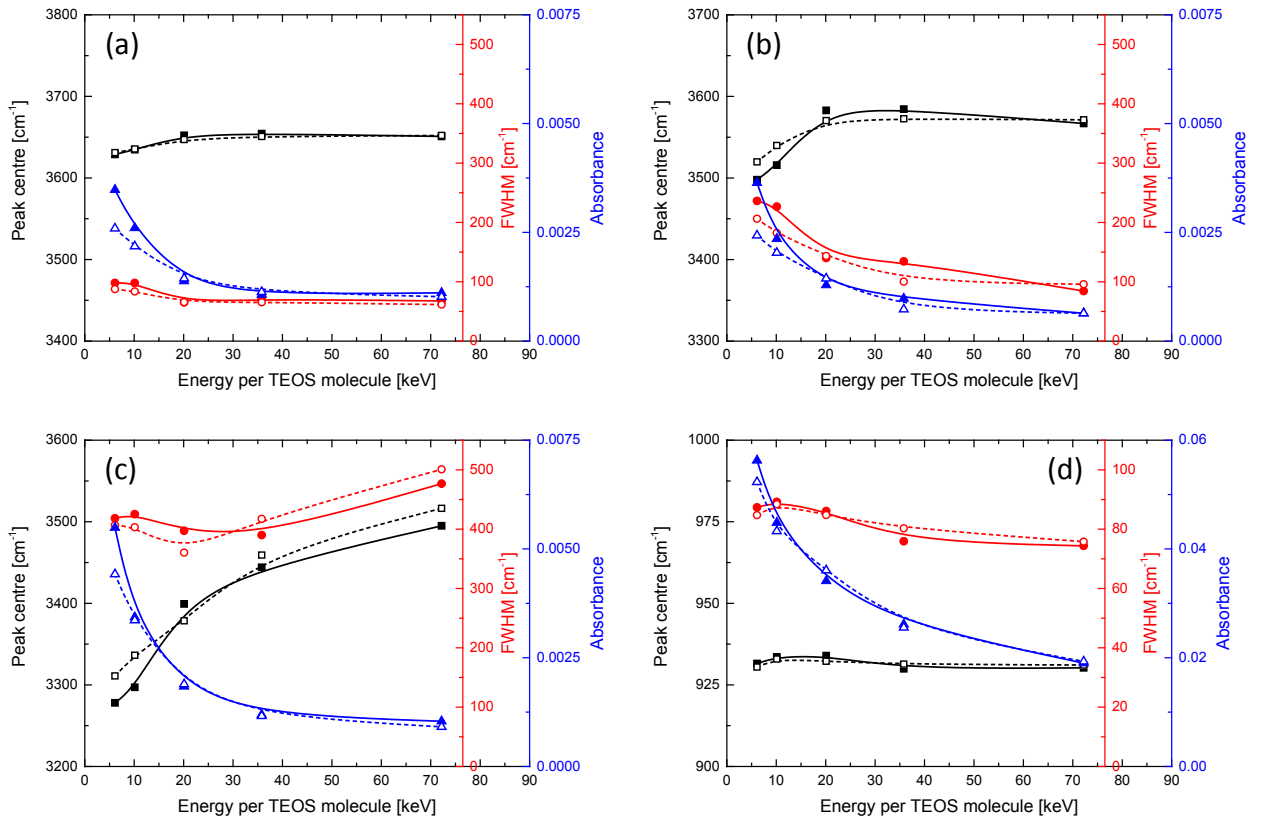 (a)
3800
3700
3600
3500
3400
Peak centre [cm-1]
0 10 20 30 40 50 60 70 80 90
Energy per TEOS molecule [keV]
500
400
300
200
100
0
FWHM [cm-1]
0.0075
0.0050
0.0025
0.0000
Absorbance
(b)
3700
3600
3500
3400
3300
Peak centre [cm-1]
0 10 20 30 40 50 60 70 80 90
Energy per TEOS molecule [keV]
500
400
300
200
100
0
FWHM [cm-1]
0.0075
0.0050
0.0025
0.0000
Absorbance
(c)
3600
3500
3400
3300
3200
Peak centre [cm-1]
0 10 20 30 40 50 60 70 80 90
Energy per TEOS molecule [keV]
500
400
300
200
100
0
FWHM [cm-1]
0.0075
0.0050
0.0025
0.0000
Absorbance
(d)
1000
975
950
925
900
Peak centre [cm-1]
0 10 20 30 40 50 60 70 80 90
Energy per TEOS molecule [keV]
100
80
60
40
20
0
FWHM [cm-1]
0.06
0.04
0.02
0.00
Absorbance